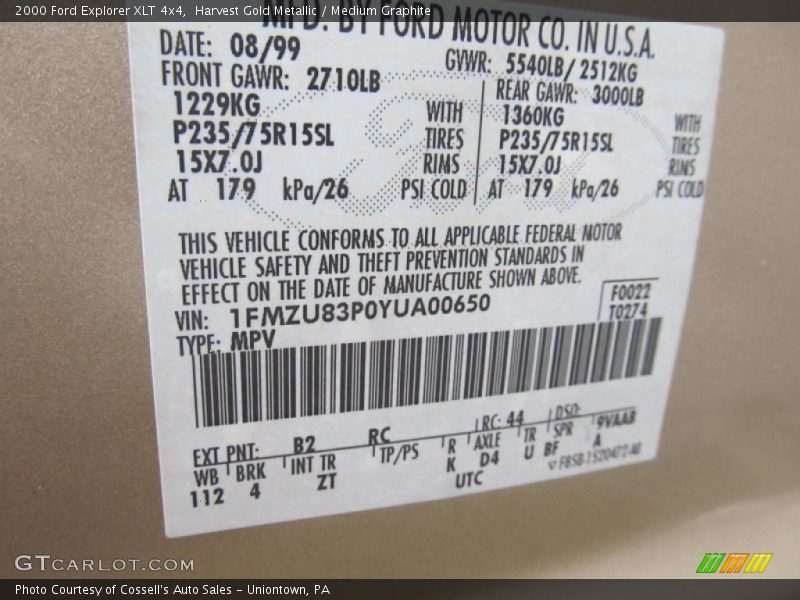 2000 Ford Explorer XLT 4x4, Harvest Gold Metallic / Medium Graphite
MFD. BY FORD MOTOR CO. IN U.S.A.
DATE: 08/99 GVWR: 5540LB/ 2512KG
FRONT GAWR: 2710LB REAR GAWR: 3000LB
1229KG WITH 1360KG WITH
P235/75R15SL TIRES P235/75R15SL TIRES
15X7.0J RIMS 15X7.0J RIMS
AT 179 kPa/26 PSI COLD AT 179 kPa/26 PSI COLD
THIS VEHICLE CONFORMS TO ALL APPLICABLE FEDERAL MOTOR
VEHICLE SAFETY AND THEFT PREVENTION STANDARDS IN
EFFECT ON THE DATE OF MANUFACTURE SHOWN ABOVE.
VIN: 1FMZU83P0YUA00650 F0022
TYPE: MPV T0274
EXT PNT: B2 RC RC: 44 DSO:
WB BRK INT TR TP/PS R AXLE TR SPR 9VAAB
112 4 ZT K D4 U BF A
UTC F85B-1520472-AB
GTCARLOT.COM
Photo Courtesy of Cossell's Auto Sales - Uniontown, PA